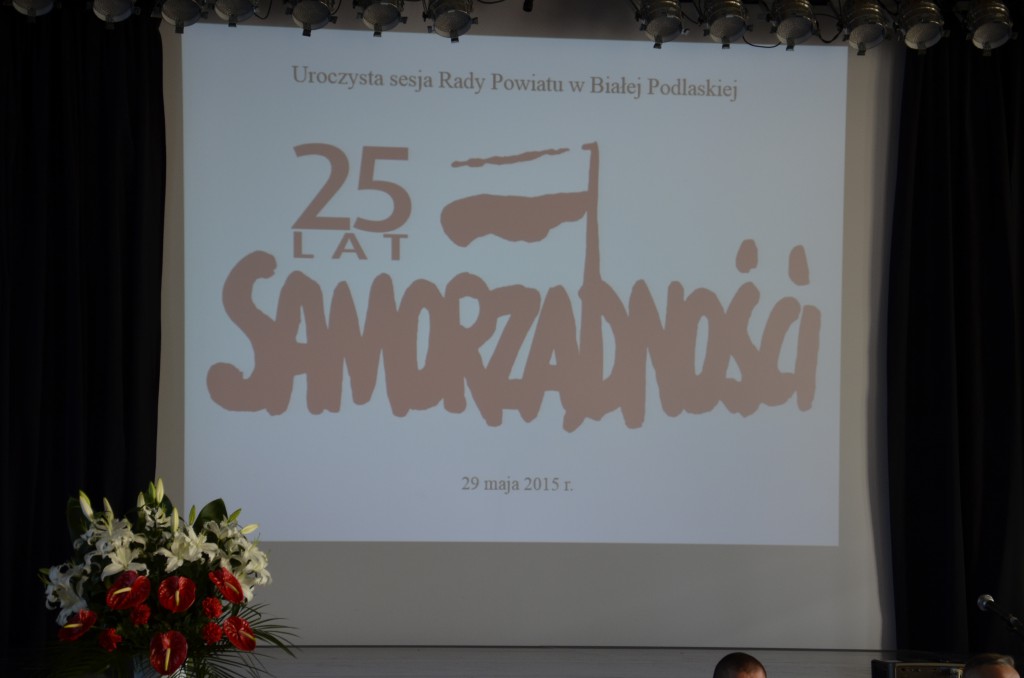 Uroczysta sesja Rady Powiatu w Białej Podlaskiej
25
LAT
SAMORZĄDNOŚCI
29 maja 2015 r.